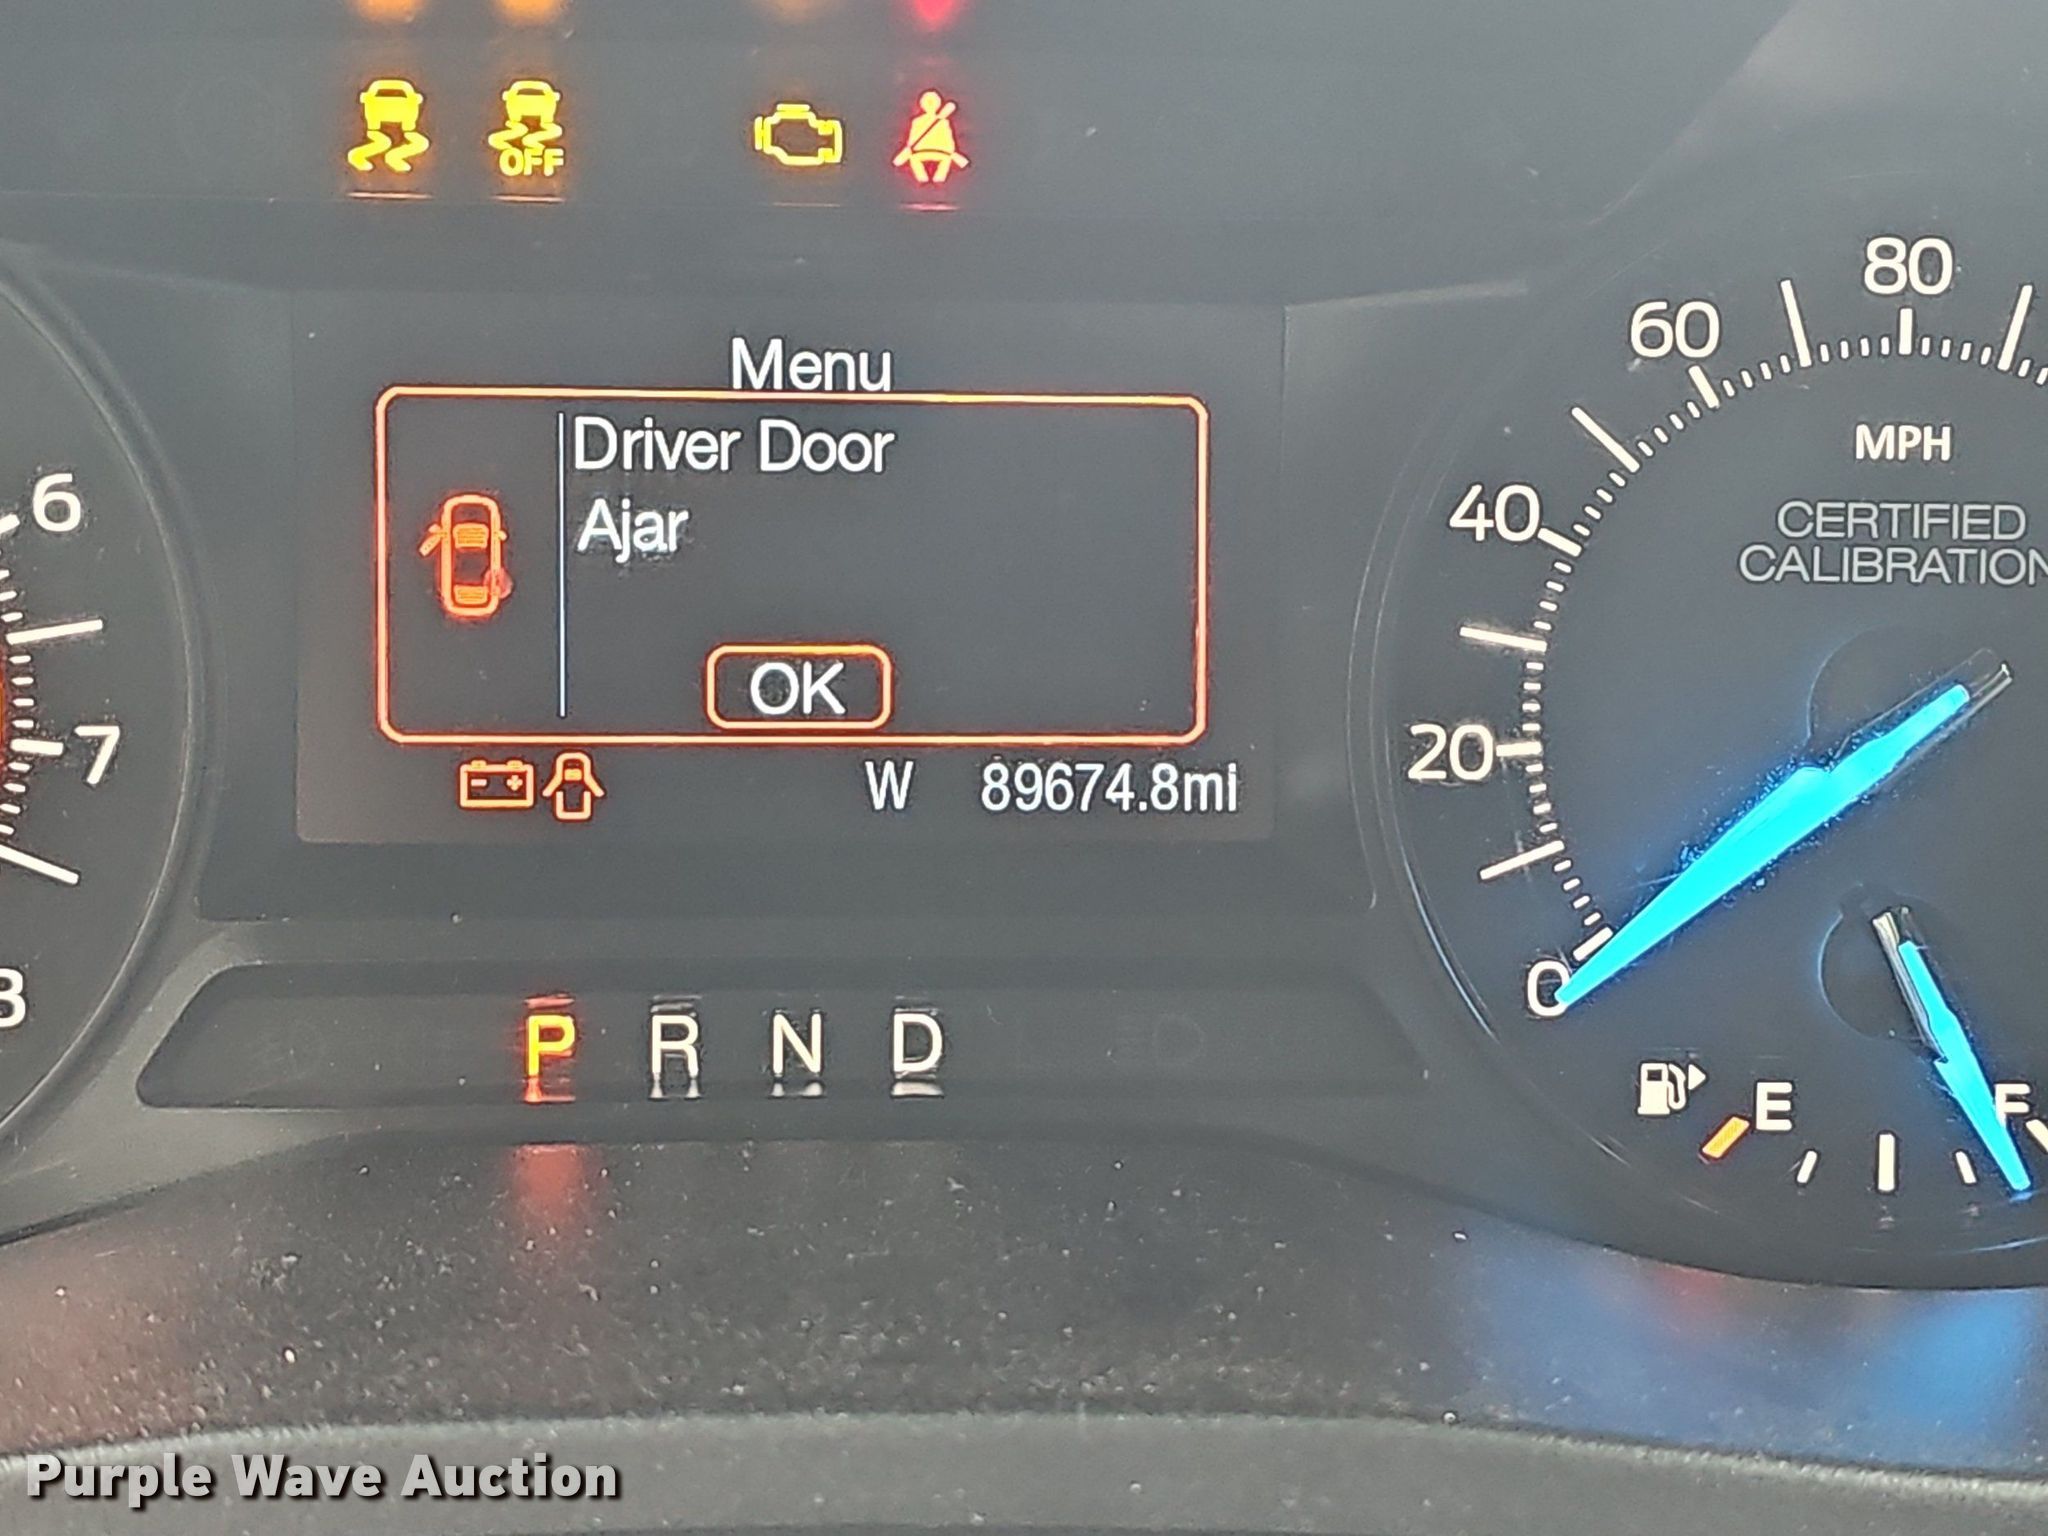 OFF
Menu
Driver Door
Ajar
OK
W 89674.8mi
6
7
8
80
60
MPH
40
CERTIFIED
CALIBRATION
20
0
P R N D
E F
Purple Wave Auction